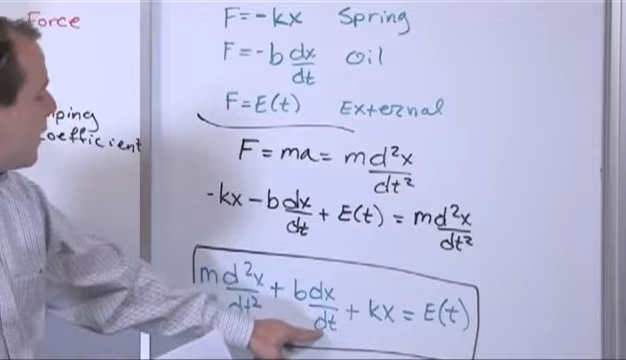 Force
ping
oefficient
F=-kx Spring
F=-b dx/dt Oil
F=E(t) External
F=ma=m d²x/dt²
-kx-b dx/dt + E(t) = m d²x/dt²
m d²x/dt² + b dx/dt + kx = E(t)